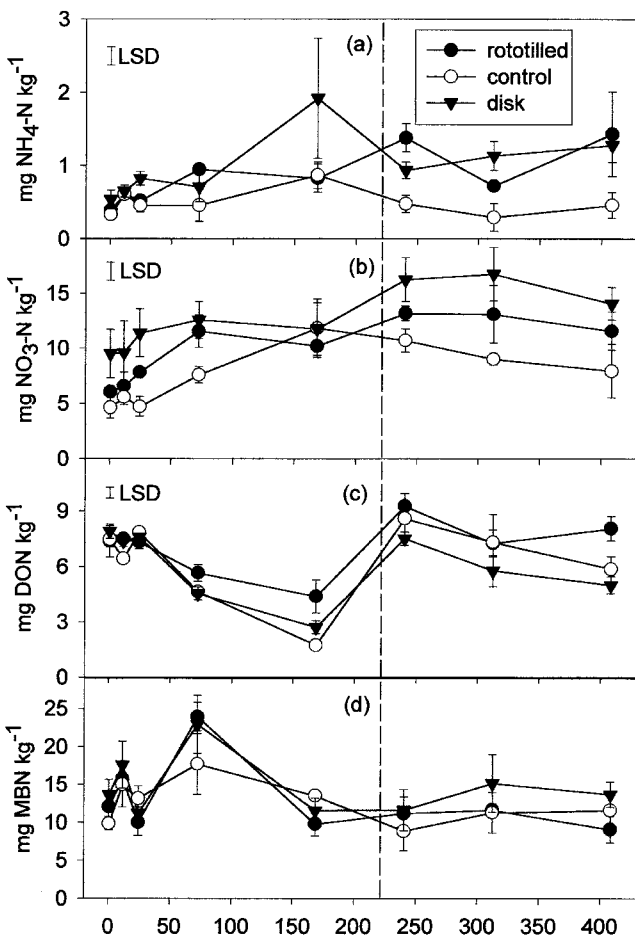 3
2
1
0
mg NH4-N kg-1
LSD
(a)
rototilled
control
disk
15
10
5
0
mg NO3-N kg-1
LSD
(b)
9
6
3
0
mg DON kg-1
LSD
(c)
25
20
15
10
5
0
mg MBN kg-1
(d)
0 50 100 150 200 250 300 350 400